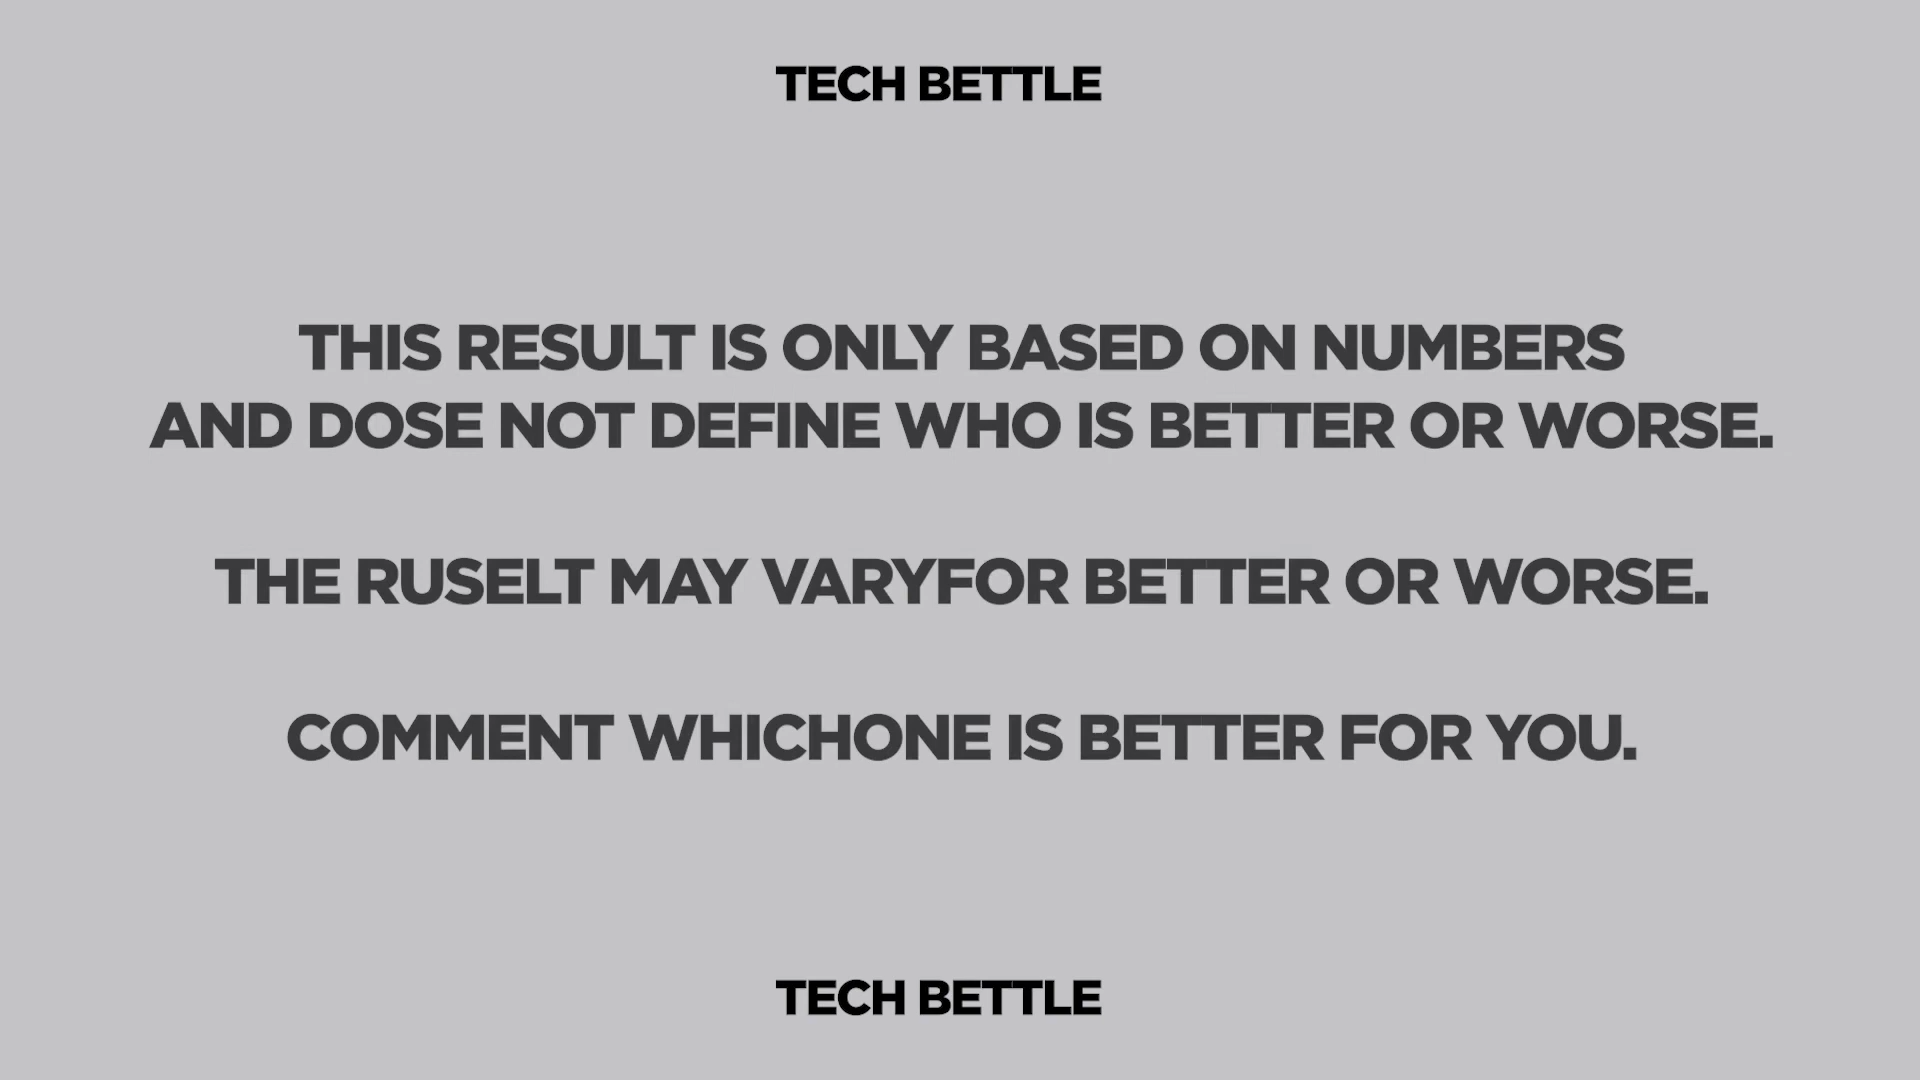 TECH BETTLE
THIS RESULT IS ONLY BASED ON NUMBERS
AND DOSE NOT DEFINE WHO IS BETTER OR WORSE.
THE RUSELT MAY VARYFOR BETTER OR WORSE.
COMMENT WHICHONE IS BETTER FOR YOU.
TECH BETTLE